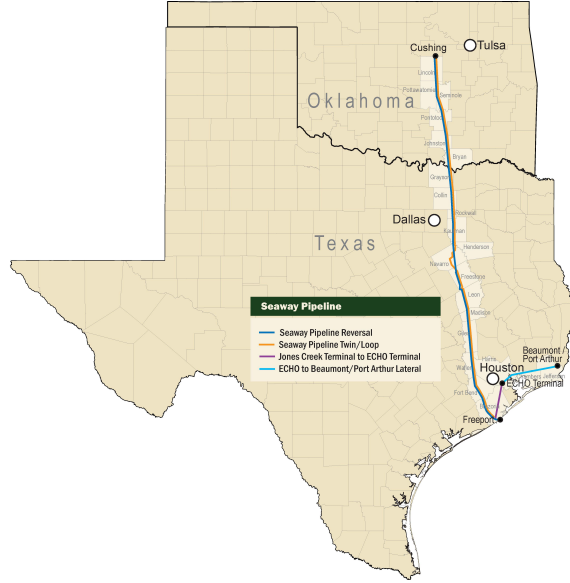 Cushing
Tulsa
Lincoln
Pottawatomie
Seminole
Oklahoma
Pontotoc
Johnston
Bryan
Grayson
Collin
Rockwall
Dallas
Kaufman
Texas
Henderson
Navarro
Freestone
Leon
Seaway Pipeline
Madison
Seaway Pipeline Reversal
Seaway Pipeline Twin/Loop
Jones Creek Terminal to ECHO Terminal
ECHO to Beaumont/Port Arthur Lateral
Beaumont /
Port Arthur
Harris
Houston
Chambers Jefferson
ECHO Terminal
Fort Bend
Freeport